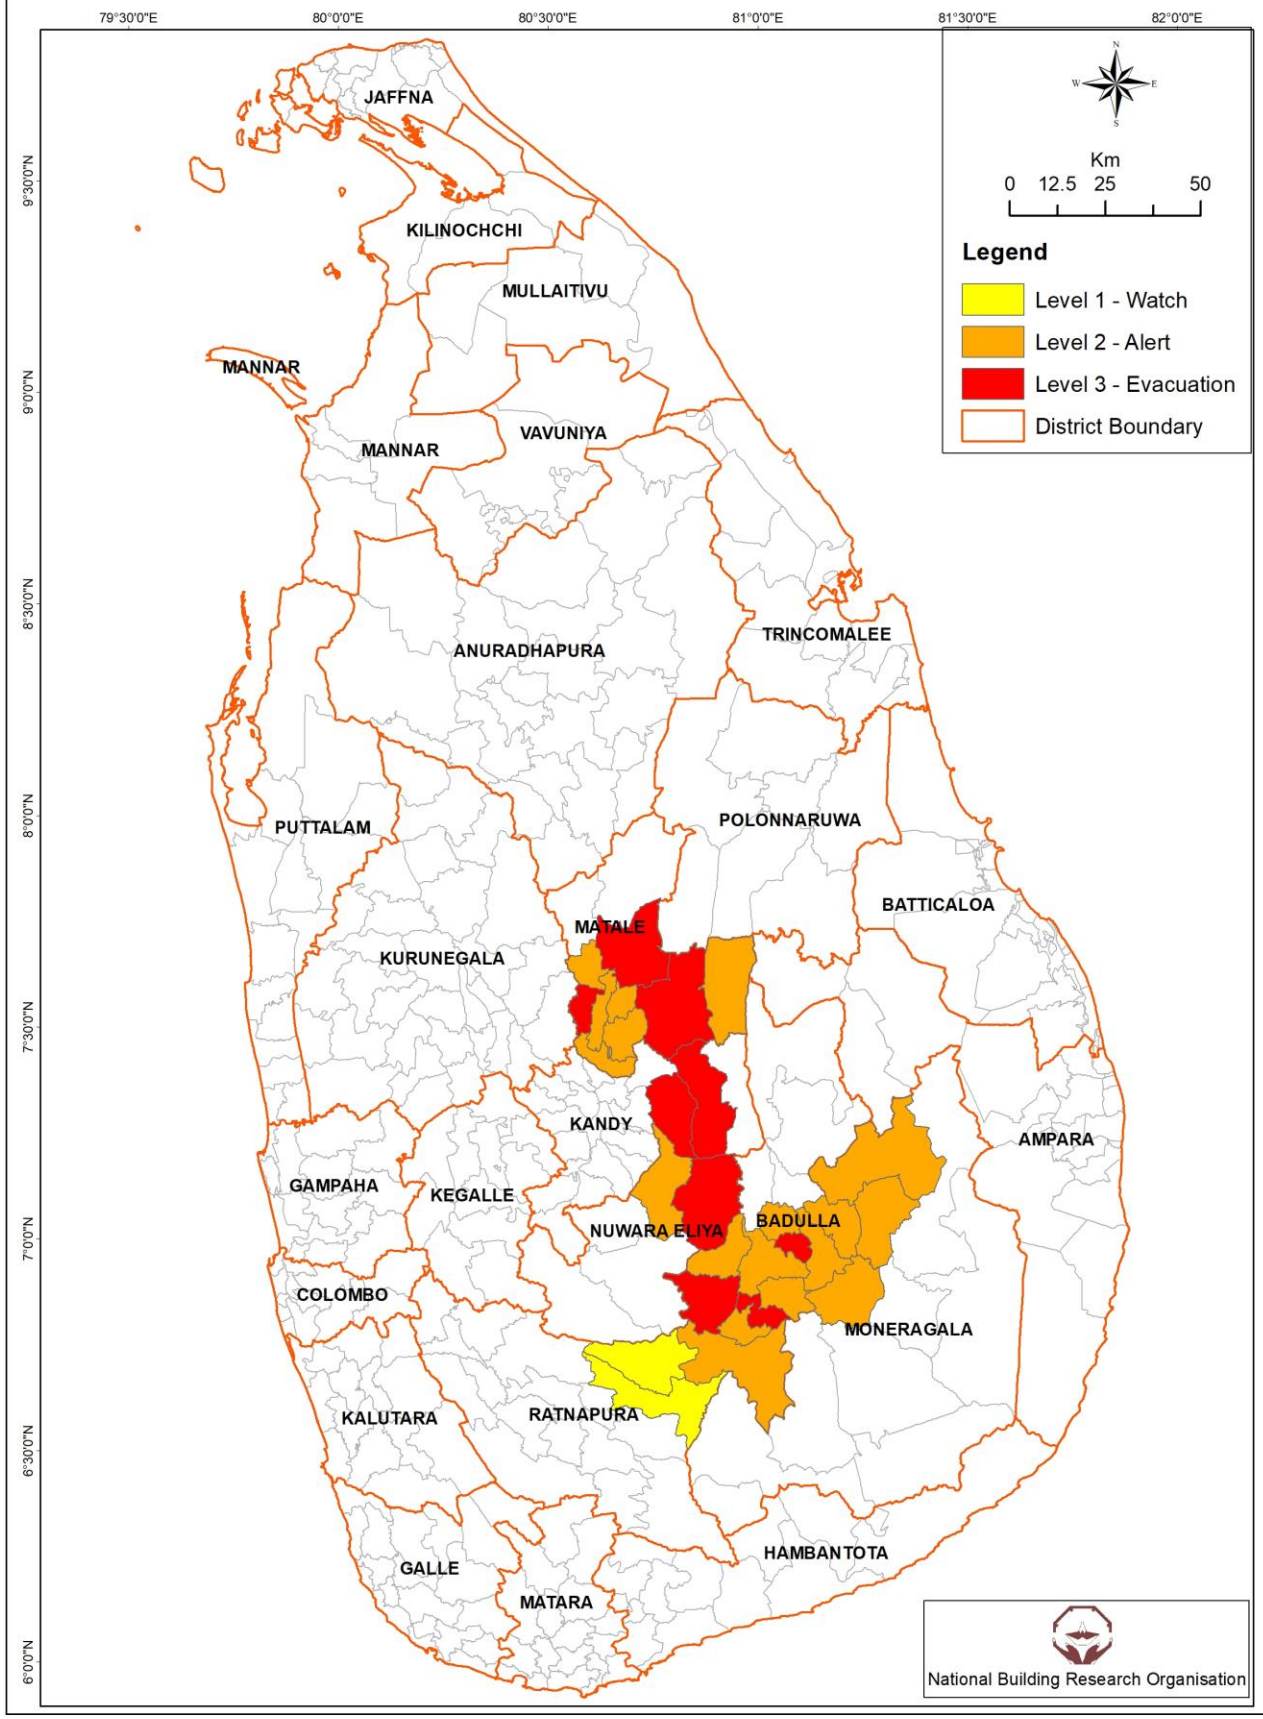 79°30'0"E 80°0'0"E 80°30'0"E 81°0'0"E 81°30'0"E 82°0'0"E
N
W E
S
Km
0 12.5 25 50
Legend
Level 1 - Watch
Level 2 - Alert
Level 3 - Evacuation
District Boundary
9°30'0"N
9°0'0"N
8°30'0"N
8°0'0"N
7°30'0"N
7°0'0"N
6°30'0"N
6°0'0"N
JAFFNA
KILINOCHCHI
MULLAITIVU
MANNAR
VAVUNIYA
MANNAR
TRINCOMALEE
ANURADHAPURA
POLONNARUWA
PUTTALAM
BATTICALOA
MATALE
KURUNEGALA
KANDY
AMPARA
GAMPAHA
KEGALLE
BADULLA
NUWARA ELIYA
COLOMBO
MONERAGALA
RATNAPURA
KALUTARA
HAMBANTOTA
GALLE
MATARA
National Building Research Organisation